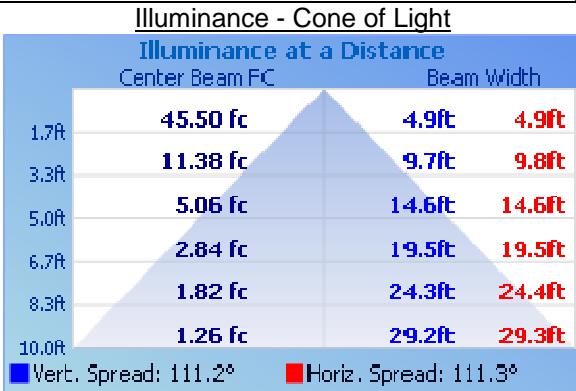 Illuminance - Cone of Light
Illuminance at a Distance
Center Beam FC Beam Width
1.7ft 45.50 fc 4.9ft 4.9ft
3.3ft 11.38 fc 9.7ft 9.8ft
5.0ft 5.06 fc 14.6ft 14.6ft
6.7ft 2.84 fc 19.5ft 19.5ft
8.3ft 1.82 fc 24.3ft 24.4ft
10.0ft 1.26 fc 29.2ft 29.3ft
Vert. Spread: 111.2º Horiz. Spread: 111.3º